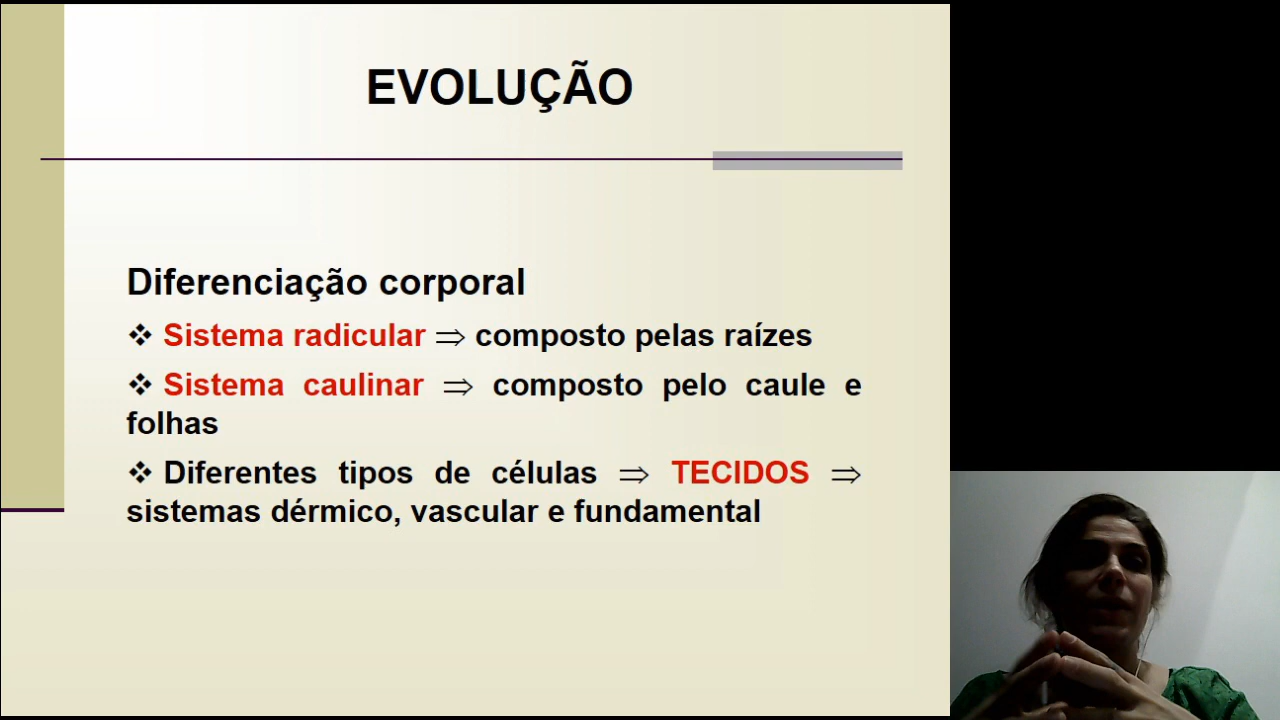 EVOLUÇÃO
Diferenciação corporal
❖ Sistema radicular ⇒ composto pelas raízes
❖ Sistema caulinar ⇒ composto pelo caule e
folhas
❖ Diferentes tipos de células ⇒ TECIDOS ⇒
sistemas dérmico, vascular e fundamental